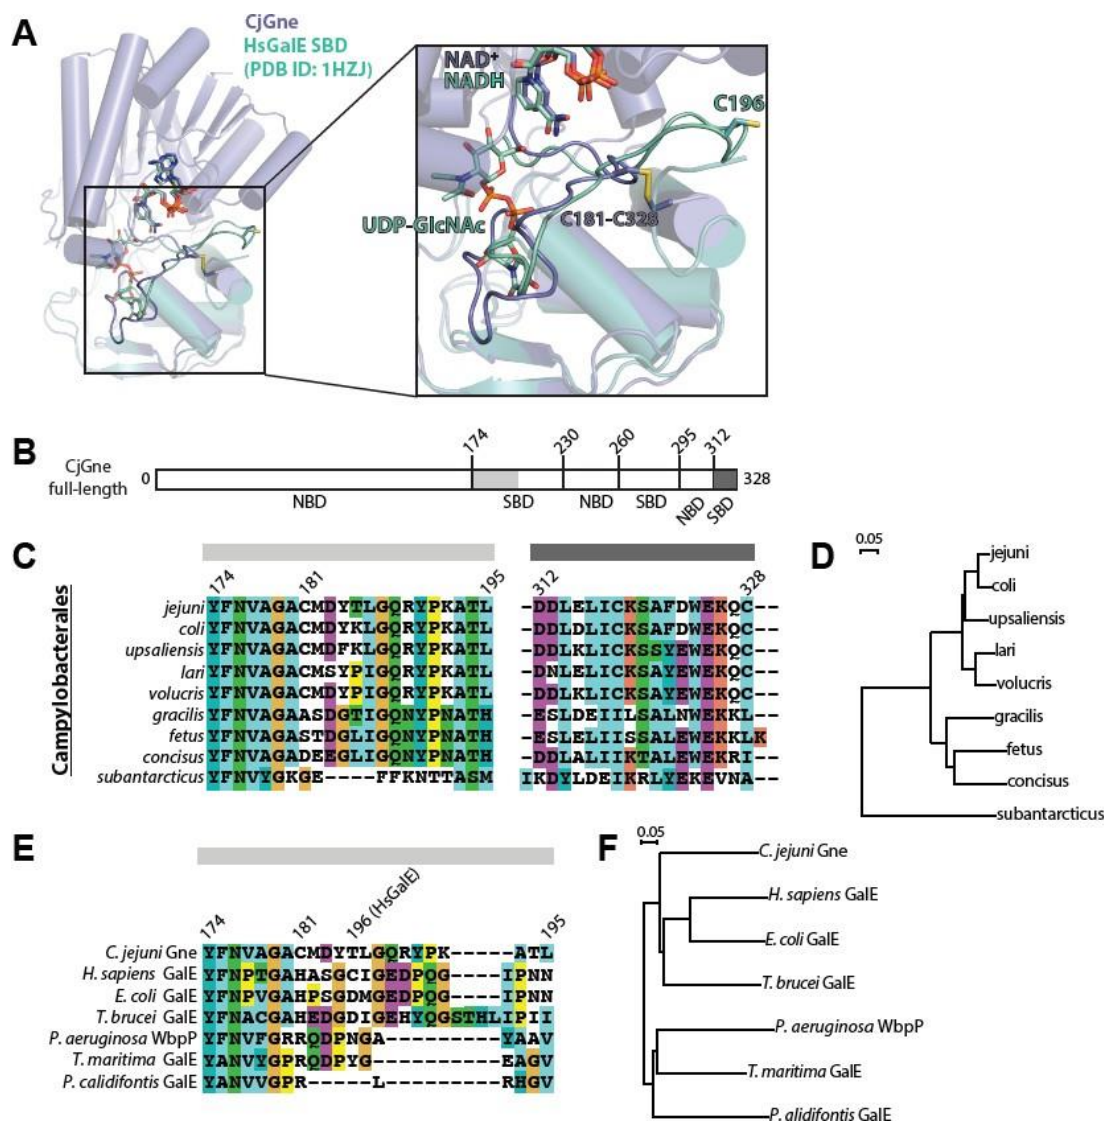 A
CjGne
HsGalE SBD
(PDB ID: 1HZJ)
NAD+
NADH
C196
UDP-GlcNAc
C181-C328
B
174 230 260 295 312
CjGne
full-length
0
328
NBD SBD NBD SBD NBD SBD
C
174 181 195 312 328
Campylobacterales
jejuni YFNVAGACMDYTLGQRYPKATL -DDLELICKSAFDWEKQC--
coli YFNVAGACMDYKLGQRYPKATL -DDLDLICKSAFDWEKQC--
upsaliensis YFNVAGACMDFKLGQRYPKATL -DDLKLICKSSYEWEKQC--
lari YFNVAGACMSYPIGQRYPKATL -DNLELICKSAYEWEKQC--
volucris YFNVAGACMDYPIGQRYPKATL -DDLKLICKSAYEWEKQC--
gracilis YFNVAGAASDGTIGQNYPNATH -ESLDEIILSALNWEKKL--
fetus YFNVAGASTDGLIGQNYPNATH -ESLELIISSALKWEKKLK
concisus YFNVAGADEEGLIGQNYPNATH -DDLALIIKTALEWEKRI--
subantarcticus YFNVYGKGE----FFKNTTASM IKDYLDEIKRLYEKEVNA--
D
0.05
jejuni
coli
upsaliensis
lari
volucris
gracilis
fetus
concisus
subantarcticus
E
174 181 196 (HsGalE) 195
C. jejuni Gne YFNVAGACMDYTLGQRYPK-----ATL
H. sapiens GalE YFNPTGAHASGCIGEDPQG----IPNN
E. coli GalE YFNPVGAHPSGDMGEDPQG----IPNN
T. brucei GalE YFNACGAHEDGDIGEHYQGSTHLIPII
P. aeruginosa WbpP YFNVFGRRQDPNGA---------YAAV
T. maritima GalE YANVYGPRQDPYG----------EAGV
P. calidifontis GalE YANVVGPR-----L---------RHGV
F
0.05
C. jejuni Gne
H. sapiens GalE
E. coli GalE
T. brucei GalE
P. aeruginosa WbpP
T. maritima GalE
P. alidifontis GalE